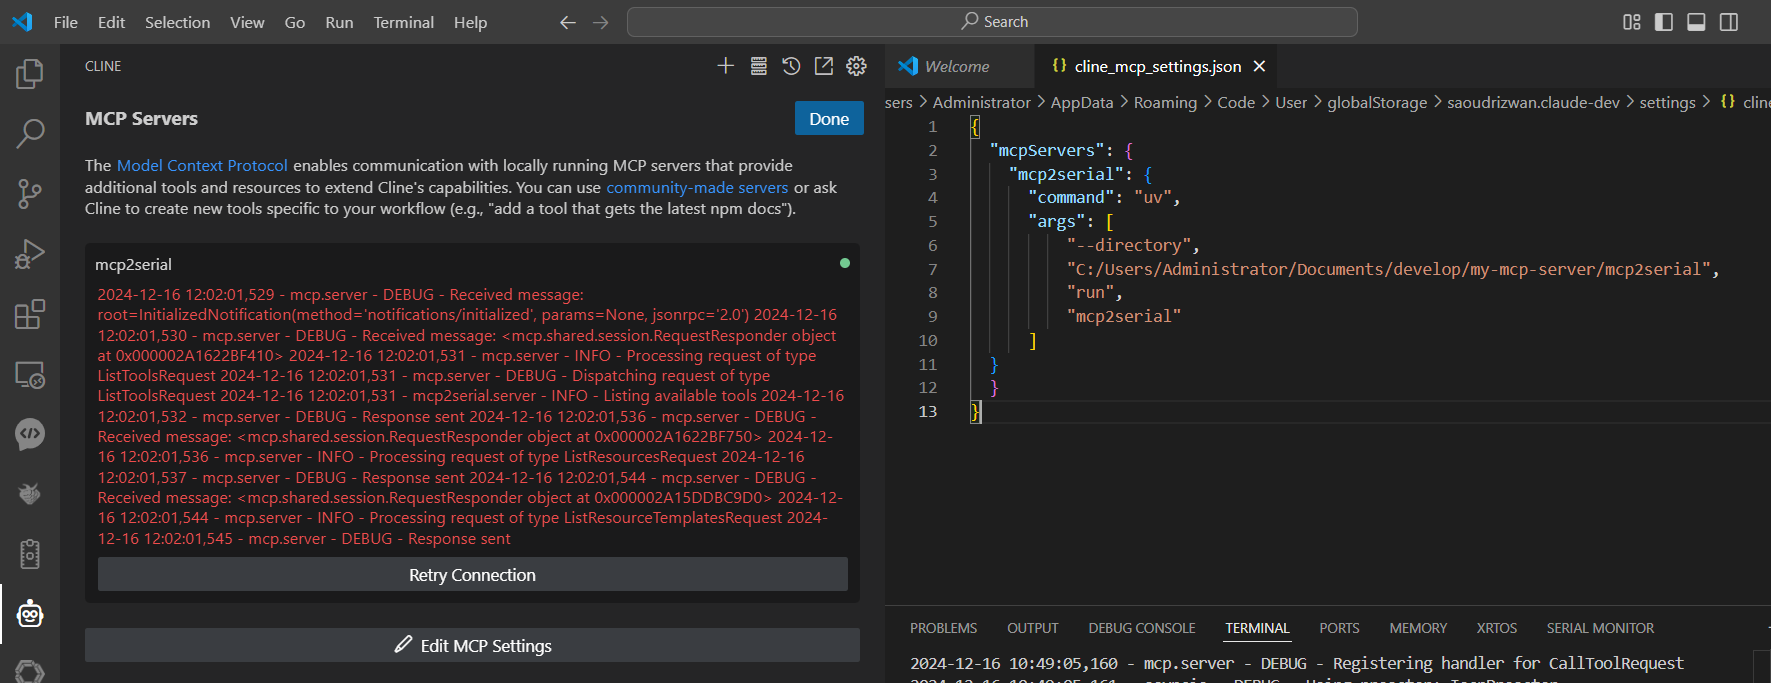 File Edit Selection View Go Run Terminal Help
Search
CLINE
MCP Servers
Done
The Model Context Protocol enables communication with locally running MCP servers that provide
additional tools and resources to extend Cline's capabilities. You can use community-made servers or ask
Cline to create new tools specific to your workflow (e.g., "add a tool that gets the latest npm docs").
mcp2serial
2024-12-16 12:02:01,529 - mcp.server - DEBUG - Received message:
root=InitializedNotification(method='notifications/initialized', params=None, jsonrpc='2.0') 2024-12-16
12:02:01,530 - mcp.server - DEBUG - Received message: <mcp.shared.session.RequestResponder object
at 0x000002A1622BF410> 2024-12-16 12:02:01,531 - mcp.server - INFO - Processing request of type
ListToolsRequest 2024-12-16 12:02:01,531 - mcp.server - DEBUG - Dispatching request of type
ListToolsRequest 2024-12-16 12:02:01,531 - mcp2serial.server - INFO - Listing available tools 2024-12-16
12:02:01,532 - mcp.server - DEBUG - Response sent 2024-12-16 12:02:01,536 - mcp.server - DEBUG -
Received message: <mcp.shared.session.RequestResponder object at 0x000002A1622BF750> 2024-12-
16 12:02:01,536 - mcp.server - INFO - Processing request of type ListResourcesRequest 2024-12-16
12:02:01,537 - mcp.server - DEBUG - Response sent 2024-12-16 12:02:01,544 - mcp.server - DEBUG -
Received message: <mcp.shared.session.RequestResponder object at 0x000002A15DDBC9D0> 2024-12-
16 12:02:01,544 - mcp.server - INFO - Processing request of type ListResourceTemplatesRequest 2024-
12-16 12:02:01,545 - mcp.server - DEBUG - Response sent
Retry Connection
Edit MCP Settings
Welcome
{} cline_mcp_settings.json
sers > Administrator > AppData > Roaming > Code > User > globalStorage > saoudrizwan.claude-dev > settings > {} cline
1 {
2 "mcpServers": {
3 "mcp2serial": {
4 "command": "uv",
5 "args": [
6 "--directory",
7 "C:/Users/Administrator/Documents/develop/my-mcp-server/mcp2serial",
8 "run",
9 "mcp2serial"
10 ]
11 }
12 }
13 }
PROBLEMS OUTPUT DEBUG CONSOLE TERMINAL PORTS MEMORY XRTOS SERIAL MONITOR
2024-12-16 10:49:05,160 - mcp.server - DEBUG - Registering handler for CallToolRequest